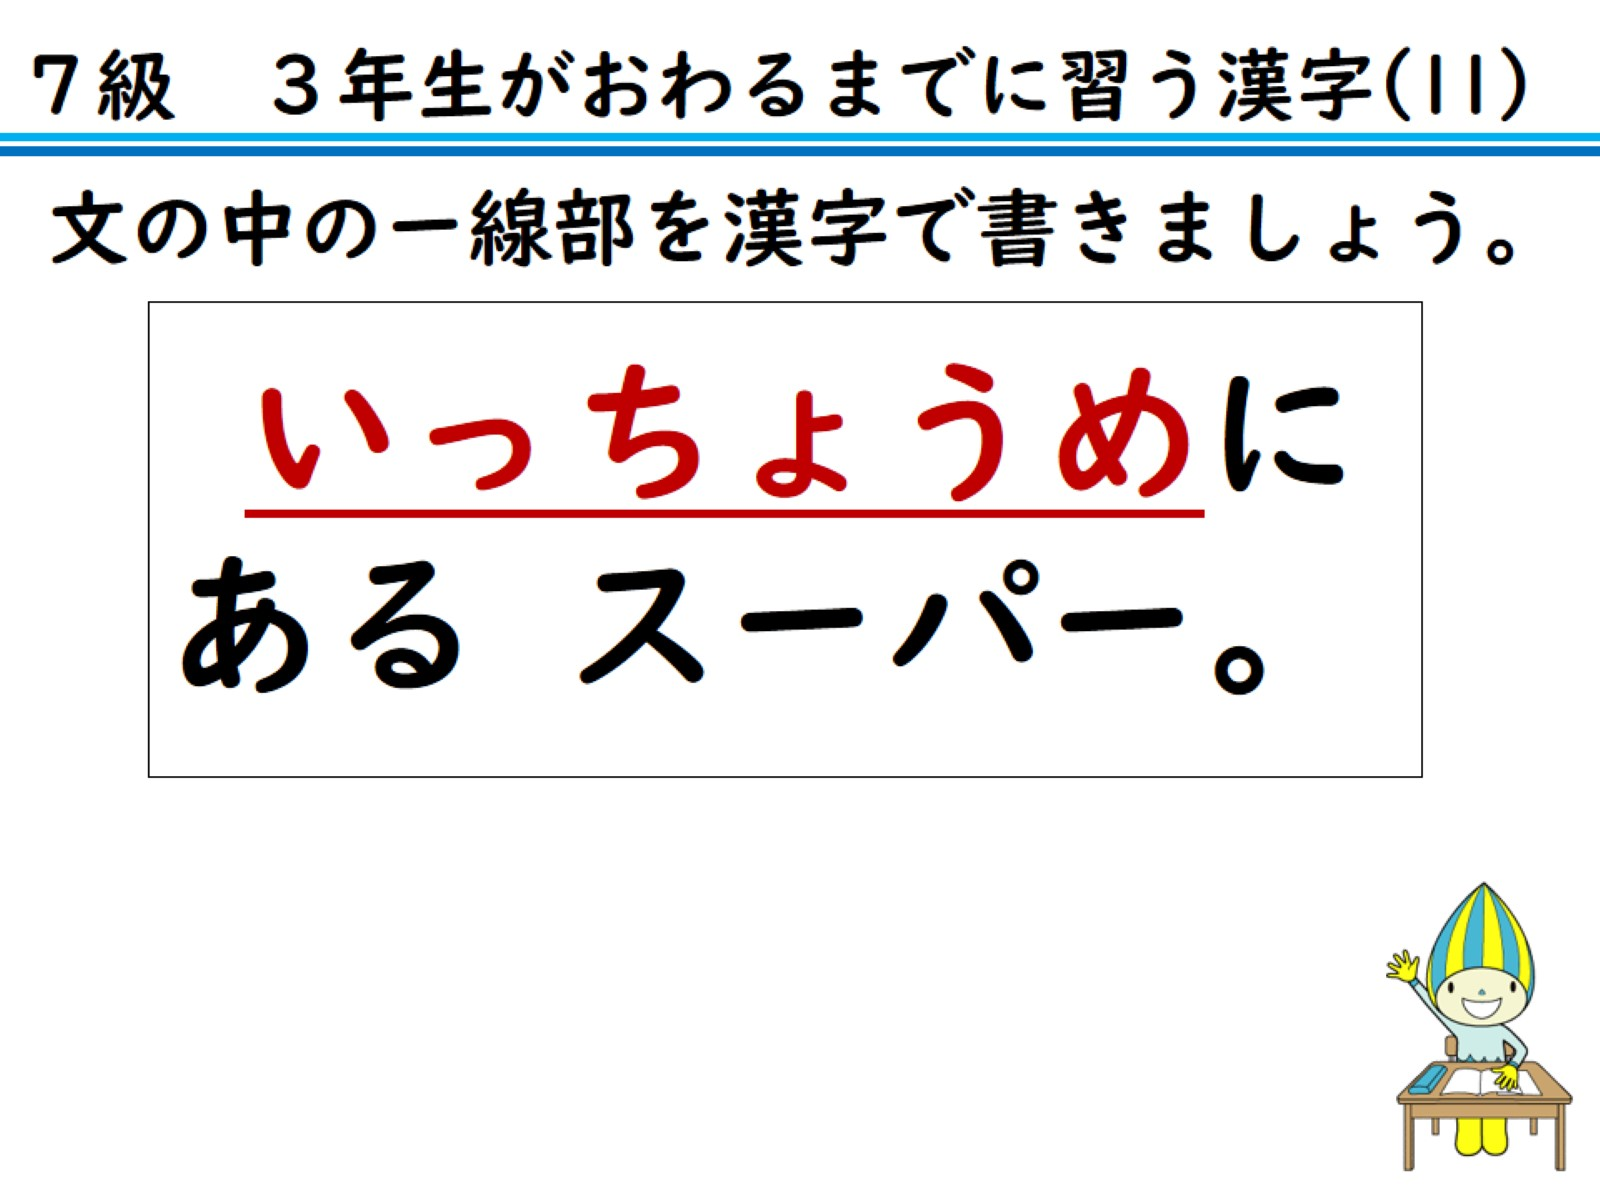 ７級　３年生がおわるまでに習う漢字(11)
文の中の一線部を漢字で書きましょう。
いっちょうめに
ある スーパー。